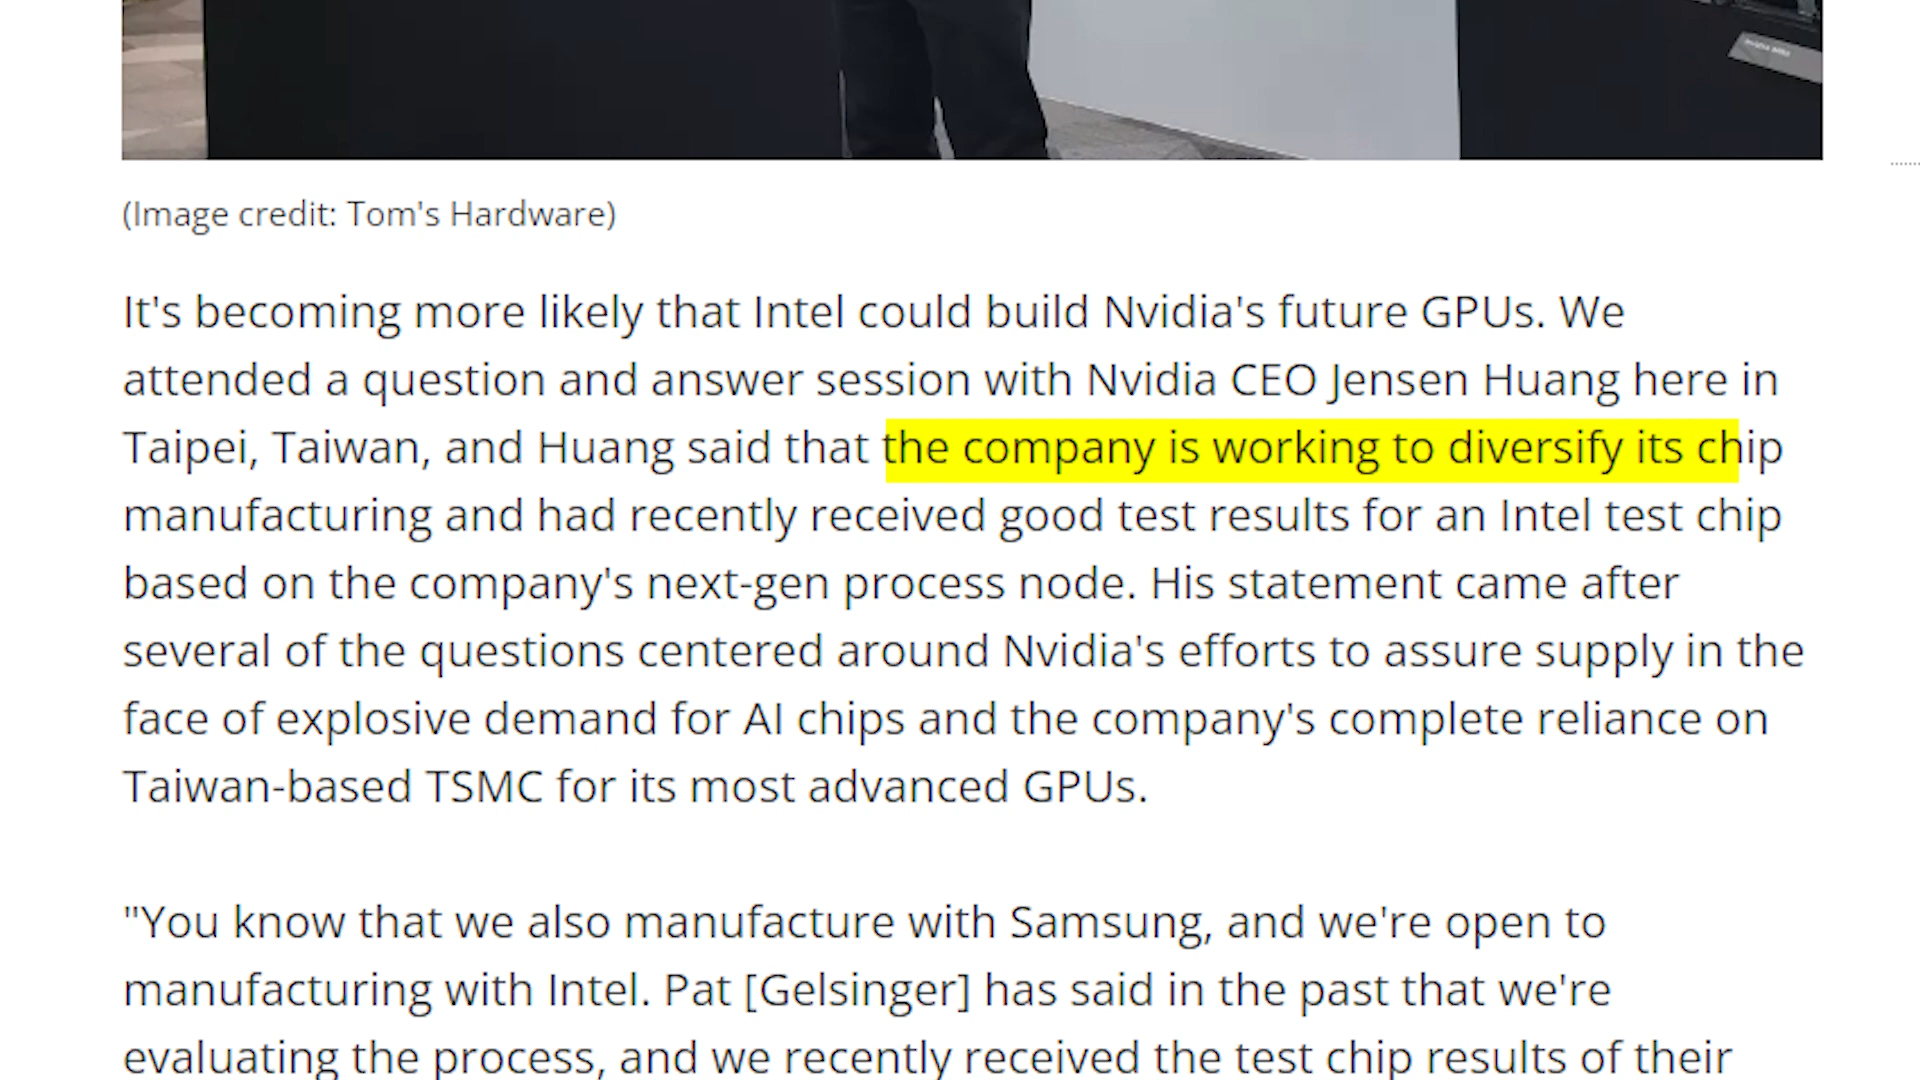 (Image credit: Tom's Hardware)
It's becoming more likely that Intel could build Nvidia's future GPUs. We
attended a question and answer session with Nvidia CEO Jensen Huang here in
Taipei, Taiwan, and Huang said that the company is working to diversify its chip
manufacturing and had recently received good test results for an Intel test chip
based on the company's next-gen process node. His statement came after
several of the questions centered around Nvidia's efforts to assure supply in the
face of explosive demand for AI chips and the company's complete reliance on
Taiwan-based TSMC for its most advanced GPUs.
"You know that we also manufacture with Samsung, and we're open to
manufacturing with Intel. Pat [Gelsinger] has said in the past that we're
evaluating the process, and we recently received the test chip results of their